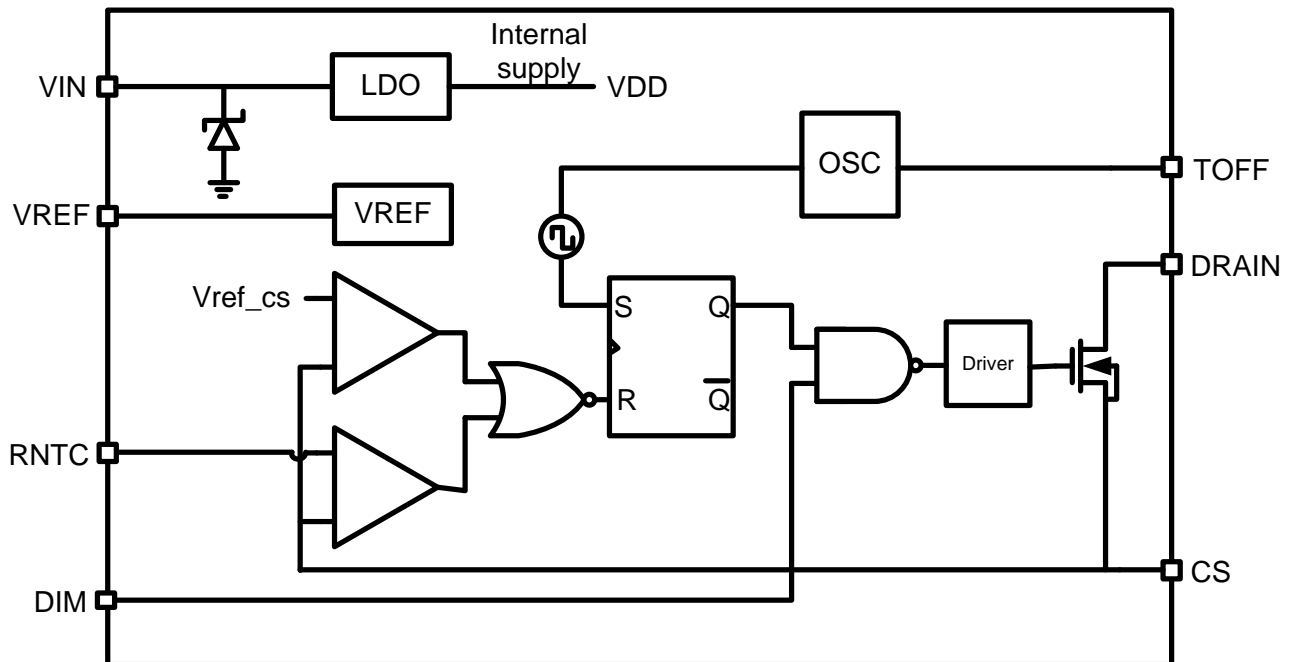 Internal
supply
VIN
LDO
VDD
OSC
TOFF
VREF
VREF
DRAIN
Vref_cs
S
Q
Driver
R
Q
RNTC
CS
DIM